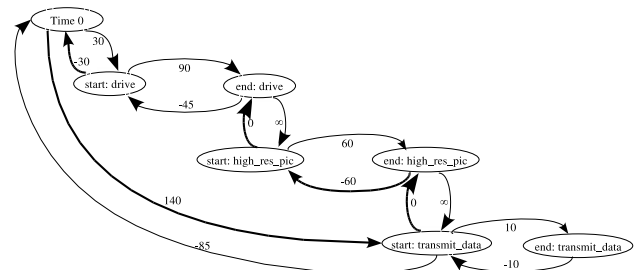 Time 0
30
-30
start: drive
90
end: drive
-45
0
∞
start: high_res_pic
60
end: high_res_pic
-60
0
∞
140
-85
start: transmit_data
10
end: transmit_data
-10